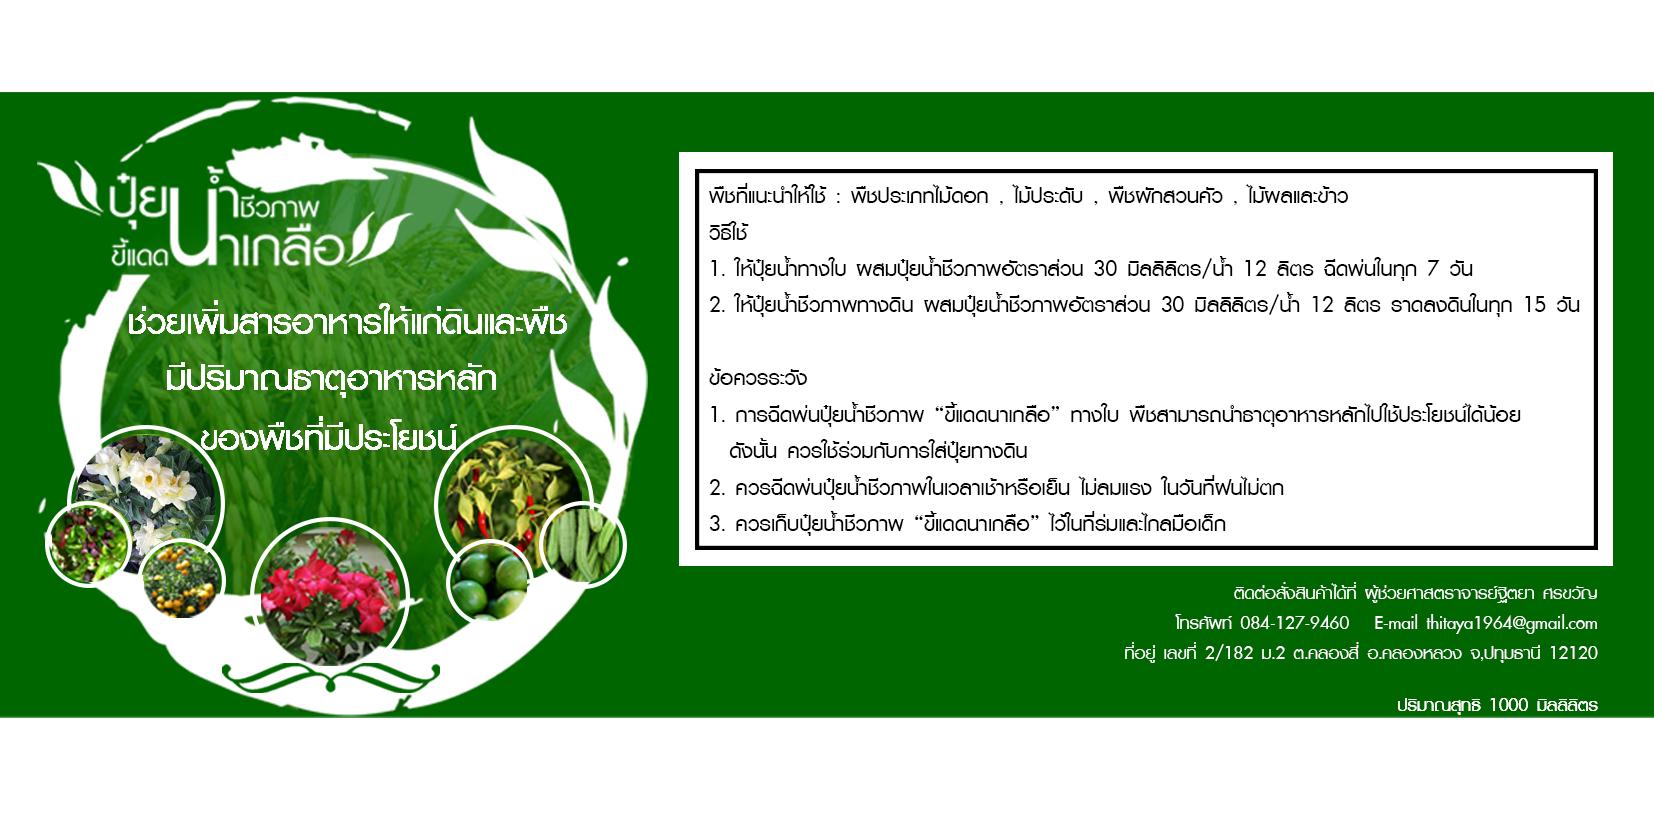 ปุ๋ยน้ำชีวภาพ
ขี้แดดนาเกลือ
ช่วยเพิ่มสารอาหารให้แก่ดินและพืช
มีปริมาณธาตุอาหารหลัก
ของพืชที่มีประโยชน์
พืชที่แนะนำให้ใช้ : พืชประเภทไม้ดอก , ไม้ประดับ , พืชผักสวนครัว , ไม้ผลและข้าว
วิธีใช้
1. ให้ปุ๋ยน้ำทางใบ ผสมปุ๋ยน้ำชีวภาพอัตราส่วน 30 มิลลิลิตร/น้ำ 12 ลิตร ฉีดพ่นในทุก 7 วัน
2. ให้ปุ๋ยน้ำชีวภาพทางดิน ผสมปุ๋ยน้ำชีวภาพอัตราส่วน 30 มิลลิลิตร/น้ำ 12 ลิตร ราดลงดินในทุก 15 วัน
ข้อควรระวัง
1. การฉีดพ่นปุ๋ยน้ำชีวภาพ “ขี้แดดนาเกลือ” ทางใบ พืชสามารถนำธาตุอาหารหลักไปใช้ประโยชน์ได้น้อย
ดังนั้น ควรใช้ร่วมกับการใส่ปุ๋ยทางดิน
2. ควรฉีดพ่นปุ๋ยน้ำชีวภาพในเวลาเช้าหรือเย็น ไม่ลมแรง ในวันที่ฝนไม่ตก
3. ควรเก็บปุ๋ยน้ำชีวภาพ “ขี้แดดนาเกลือ” ไว้ในที่ร่มและไกลมือเด็ก
ติดต่อสั่งสินค้าได้ที่ ผู้ช่วยศาสตราจารย์ฐิตยา ศรขวัญ
โทรศัพท์ 084-127-9460 E-mail thitaya1964@gmail.com
ที่อยู่ เลขที่ 2/182 ม.2 ต.คลองสี่ อ.คลองหลวง จ,ปทุมธานี 12120
ปริมาณสุทธิ 1000 มิลลิลิตร